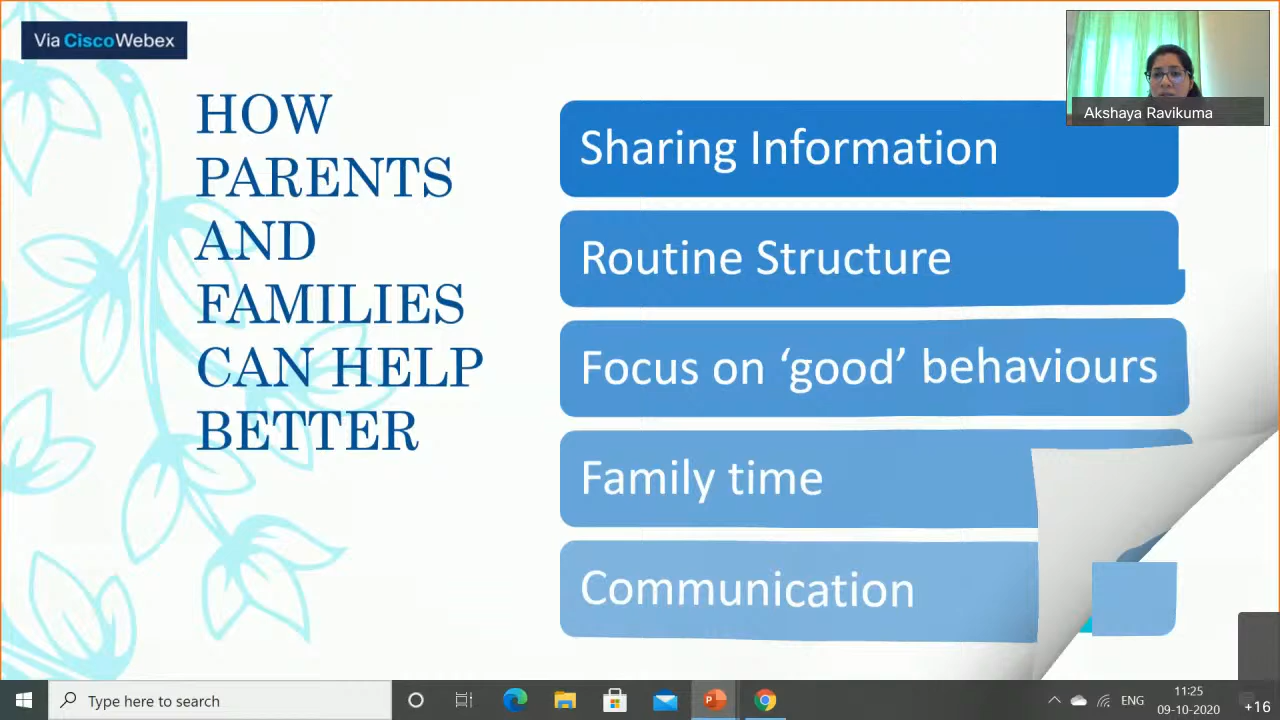 Via CiscoWebex
HOW
PARENTS
AND
FAMILIES
CAN HELP
BETTER
Sharing Information
Routine Structure
Focus on ‘good’ behaviours
Family time
Communication
Akshaya Ravikuma
Type here to search
ENG
11:25
09-10-2020
+16